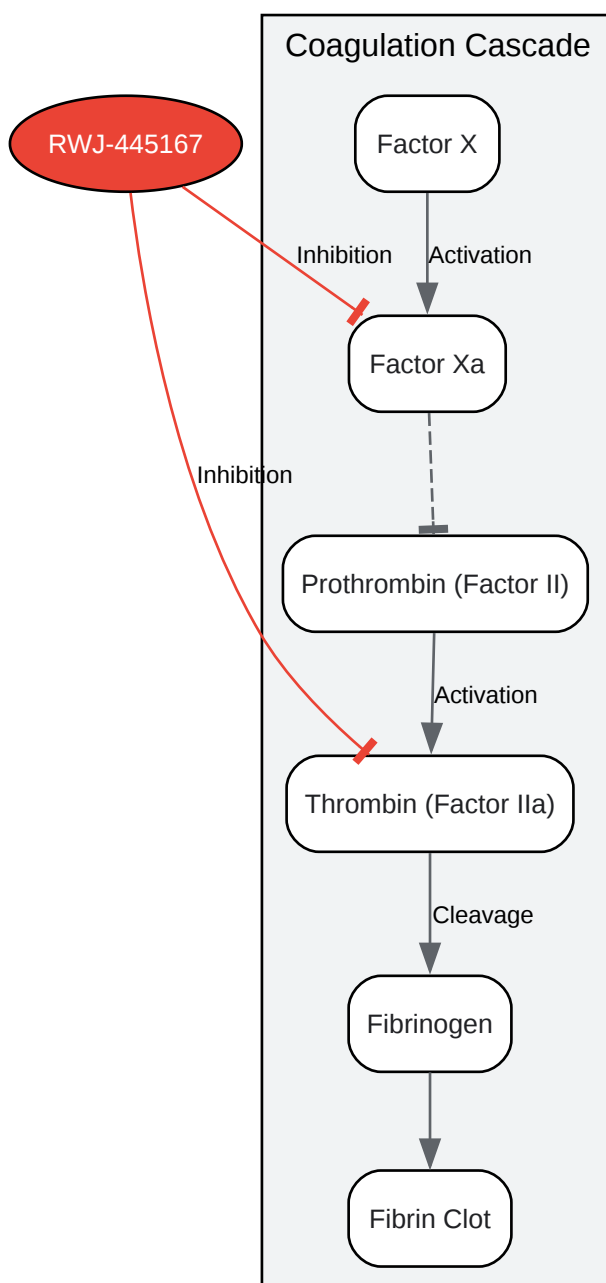 Coagulation Cascade
RWJ-445167
Factor X
Inhibition
Activation
Factor Xa
Inhibition
Prothrombin (Factor II)
Activation
Thrombin (Factor IIa)
Cleavage
Fibrinogen
Fibrin Clot